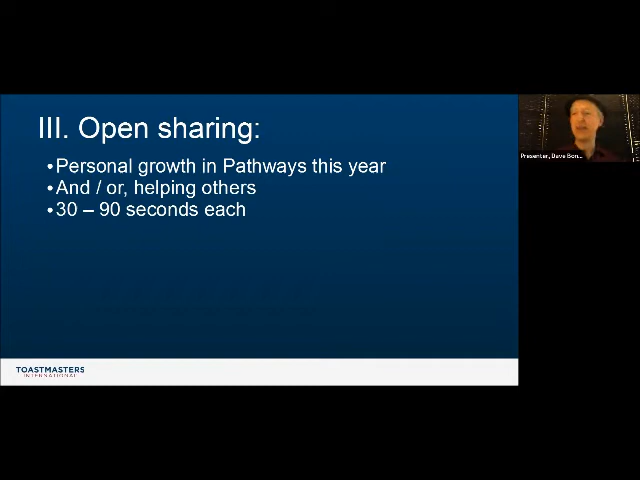 III. Open sharing:
•Personal growth in Pathways this year
•And / or, helping others
•30 – 90 seconds each
Presenter, Dave Bon...
TOASTMASTERS
INTERNATIONAL